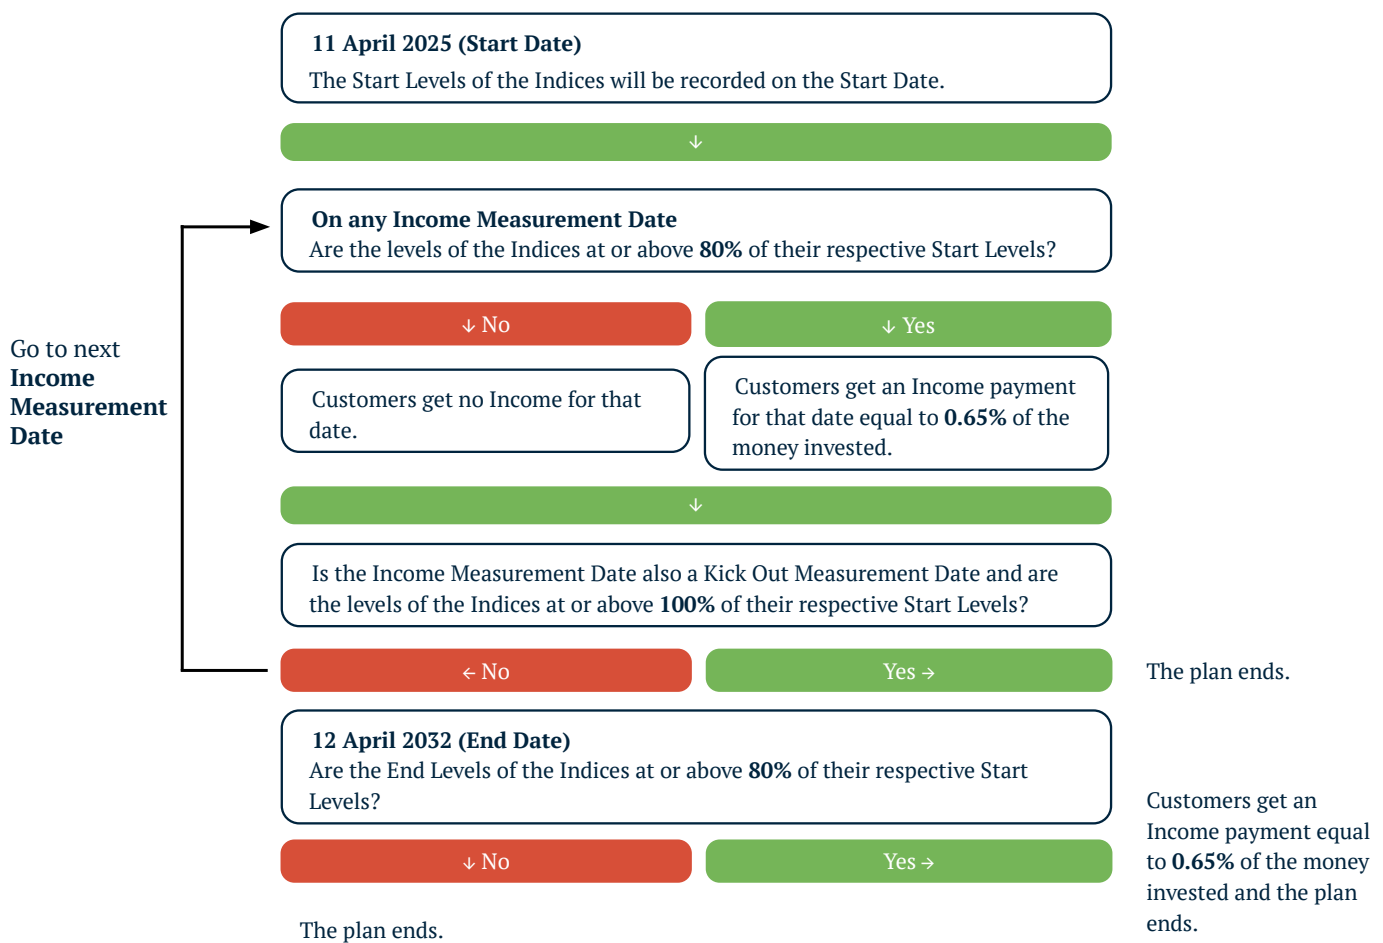 11 April 2025 (Start Date)
The Start Levels of the Indices will be recorded on the Start Date.
↓
On any Income Measurement Date
Are the levels of the Indices at or above 80% of their respective Start Levels?
↓ No
↓ Yes
Go to next
Income
Measurement
Date
Customers get no Income for that
date.
Customers get an Income payment
for that date equal to 0.65% of the
money invested.
↓
Is the Income Measurement Date also a Kick Out Measurement Date and are
the levels of the Indices at or above 100% of their respective Start Levels?
← No
Yes →
The plan ends.
12 April 2032 (End Date)
Are the End Levels of the Indices at or above 80% of their respective Start
Levels?
↓ No
Yes →
Customers get an
Income payment equal
to 0.65% of the money
invested and the plan
ends.
The plan ends.